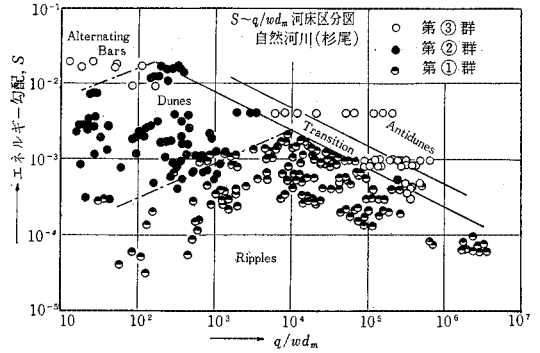 S～q/wdm 河床区分図
自然河川(杉尾)
○ 第③群
● 第②群
第①群
Alternating
Bars
Dunes
Transition
Antidunes
Ripples
エネルギー勾配, S
10⁻¹
10⁻²
10⁻³
10⁻⁴
10⁻⁵
10
10²
10³
10⁴
10⁵
10⁶
10⁷
q/wdm